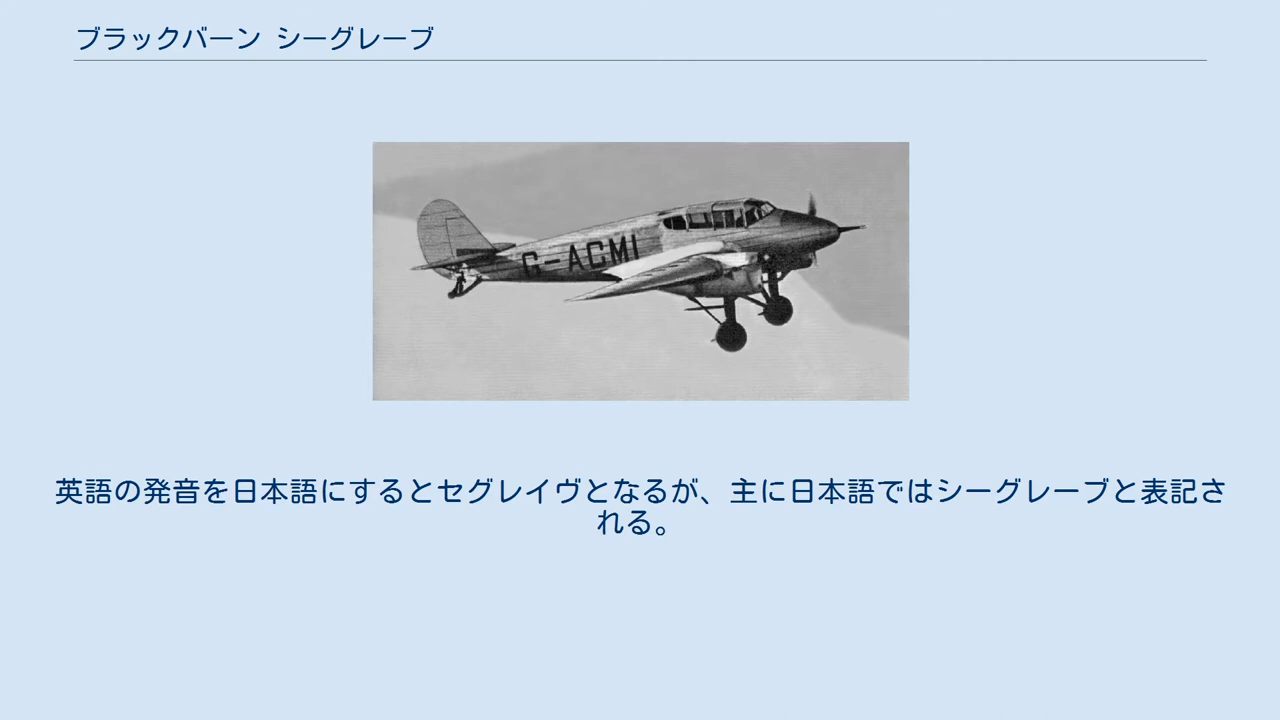 ブラックバーン シーグレーブ
G-ACMI
英語の発音を日本語にするとセグレイヴとなるが、主に日本語ではシーグレーブと表記さ
れる。